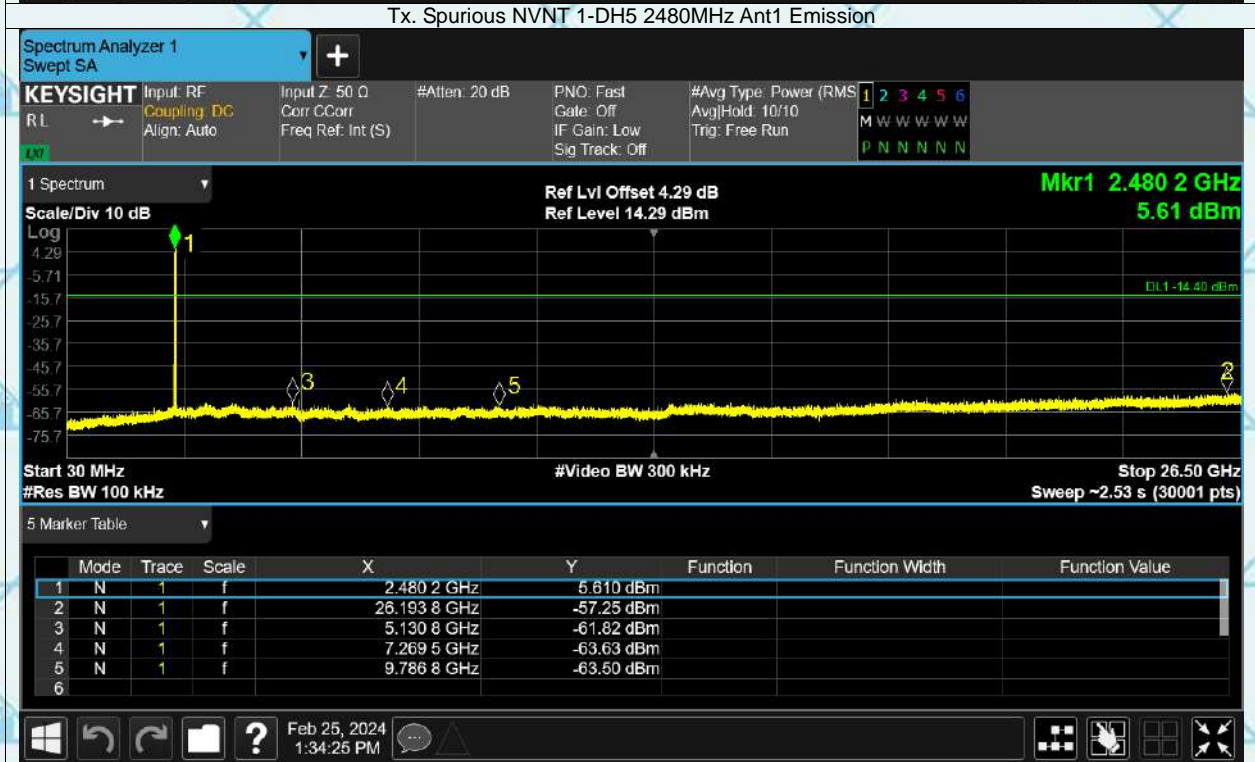 Tx. Spurious NVNT 1-DH5 2480MHz Ant1 Emission
Spectrum Analyzer 1
Swept SA
+
KEYSIGHT
RL
LXI
Input: RF
Coupling: DC
Align: Auto
Input Z: 50 Ω
Corr CCorr
Freq Ref: Int (S)
#Atten: 20 dB
PNO: Fast
Gate: Off
IF Gain: Low
Sig Track: Off
#Avg Type: Power (RMS
Avg|Hold: 10/10
Trig: Free Run
1 2 3 4 5 6
M W W W W W
P N N N N N
1 Spectrum
Scale/Div 10 dB
Ref Lvl Offset 4.29 dB
Ref Level 14.29 dBm
Mkr1 2.480 2 GHz
5.61 dBm
Log
4.29
-5.71
-15.7
-25.7
-35.7
-45.7
-55.7
-65.7
-75.7
1
DL1 -14.40 dBm
3
4
5
2
Start 30 MHz
#Res BW 100 kHz
#Video BW 300 kHz
Stop 26.50 GHz
Sweep ~2.53 s (30001 pts)
5 Marker Table
Mode Trace Scale X Y Function Function Width Function Value
1 N 1 f 2.480 2 GHz 5.610 dBm
2 N 1 f 26.193 8 GHz -57.25 dBm
3 N 1 f 5.130 8 GHz -61.82 dBm
4 N 1 f 7.269 5 GHz -63.63 dBm
5 N 1 f 9.786 8 GHz -63.50 dBm
6
?
Feb 25, 2024
1:34:25 PM